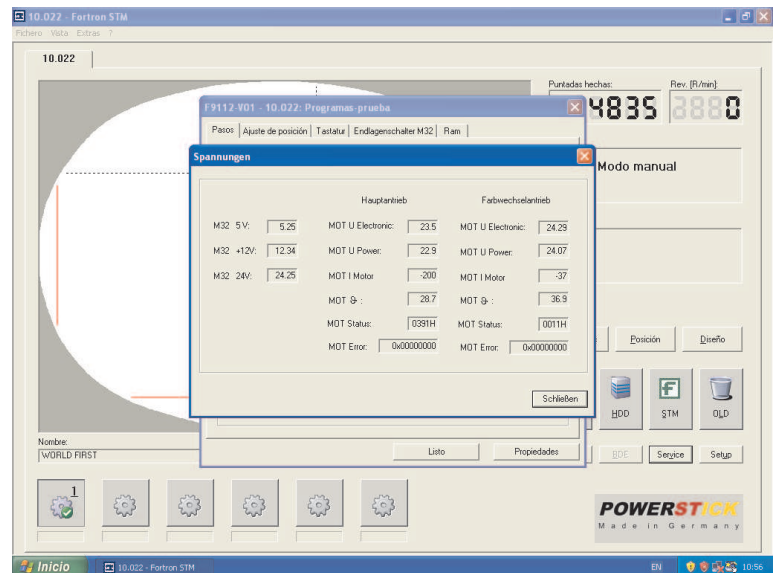 10.022 - Fortron STM
Fichero Vista Extras ?
10.022
Puntadas hechas: Rev. [R/min]:
4835 0
F9112-V01 - 10.022: Programas-prueba
Pasos Ajuste de posición Tastatur Endlagenschalter M32 Ram
Spannungen
Modo manual
Hauptantrieb Farbwechselantrieb
M32 5 V: 5.25 MOT U Electronic: 23.5 MOT U Electronic: 24.29
M32 +12V: 12.34 MOT U Power: 22.9 MOT U Power: 24.07
M32 24V: 24.25 MOT I Motor -200 MOT I Motor -37
MOT ϑ : 28.7 MOT ϑ : 36.9
MOT Status: 0391H MOT Status: 0011H
MOT Error: 0x00000000 MOT Error: 0x00000000
Posición Diseño
Schließen
HDD STM OLD
Nombre:
WORLD FIRST
Listo Propiedades
BDE Service Setup
1
POWERSTICK
Made in Germany
Inicio 10.022 - Fortron STM EN 10:56